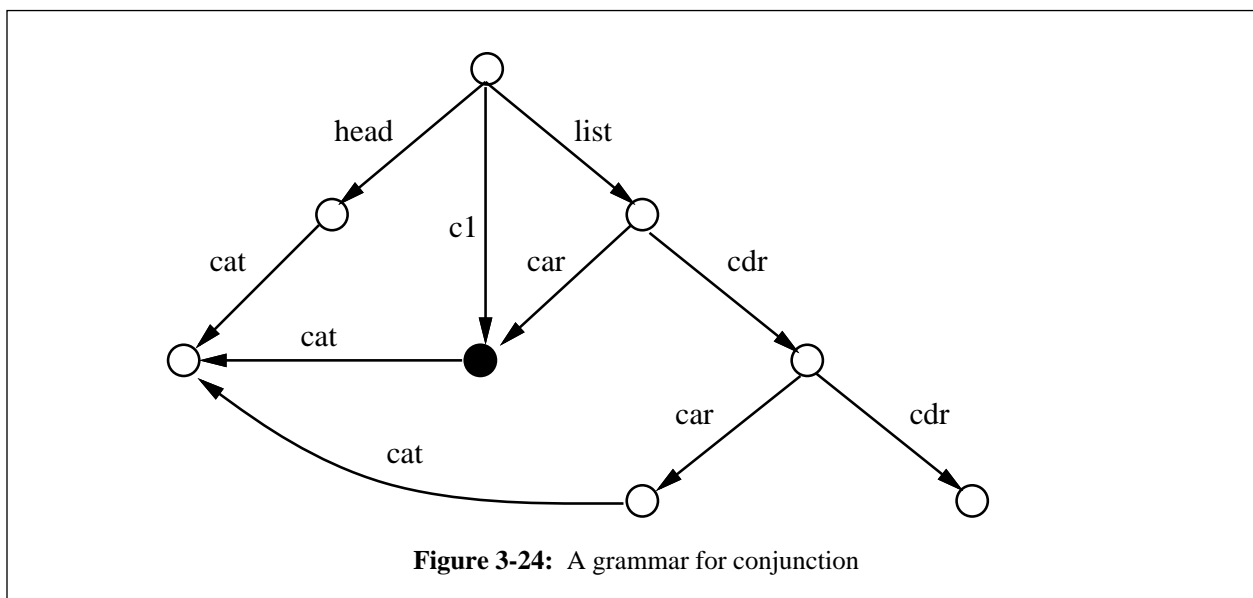 head
list
c1
cat
car
cdr
cat
car
cdr
cat
Figure 3-24: A grammar for conjunction